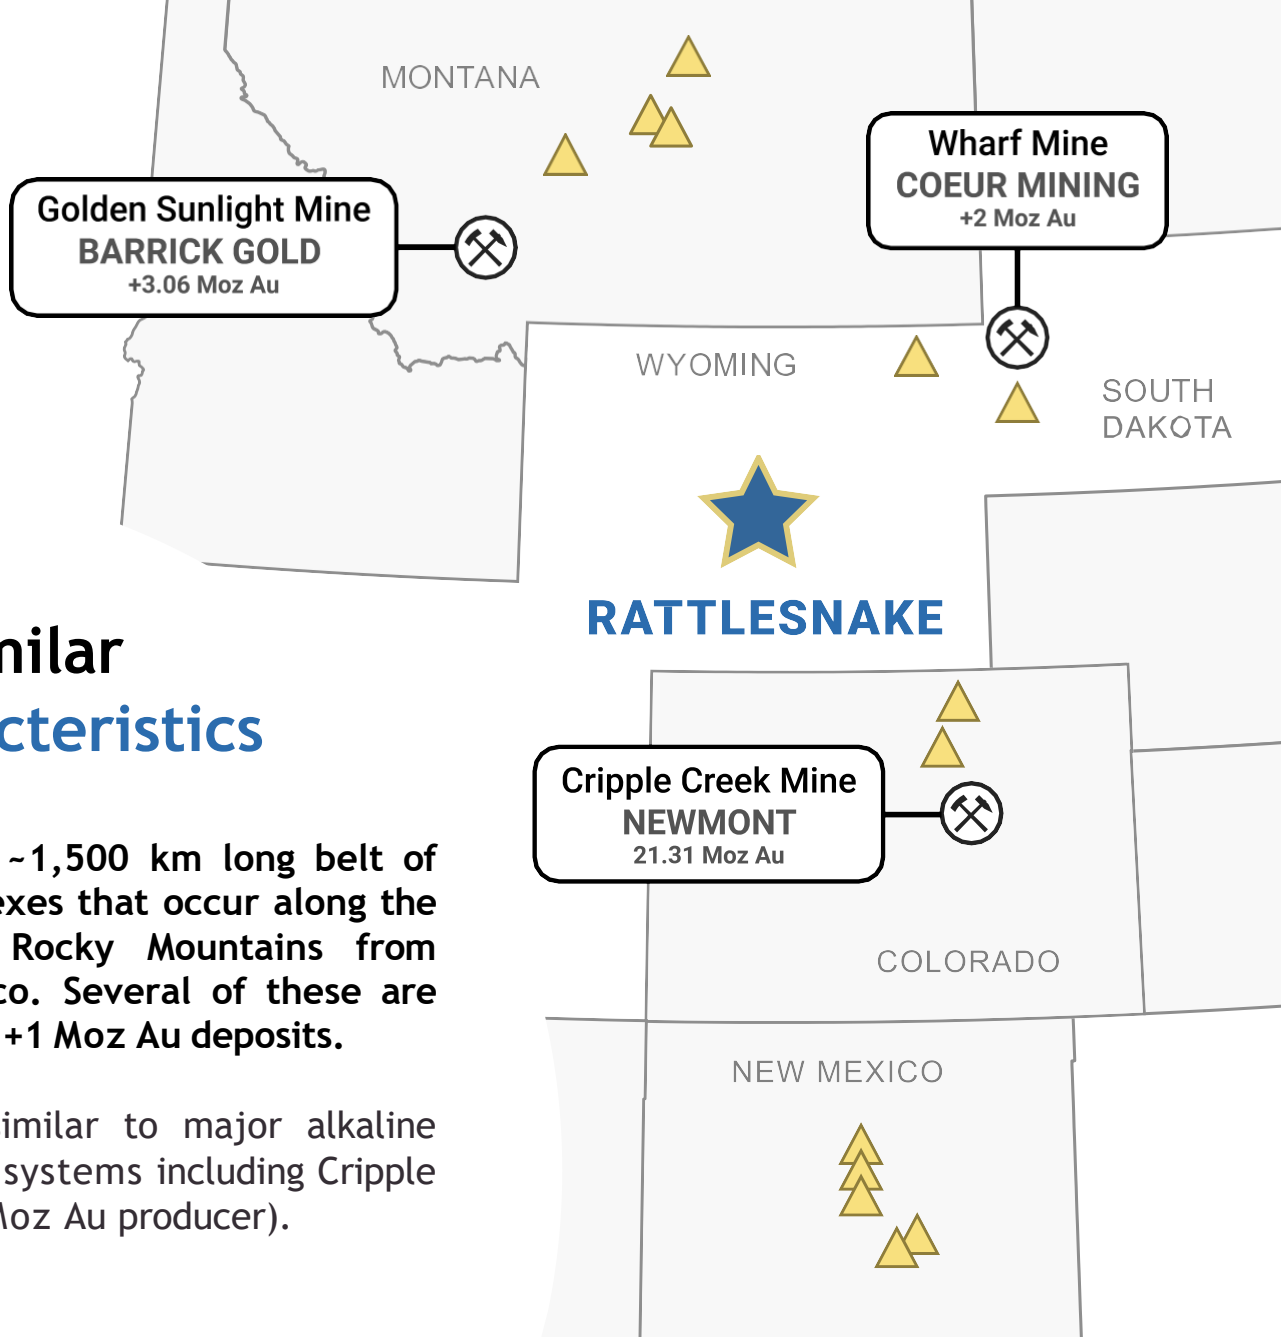 MONTANA
Wharf Mine
COEUR MINING
+2 Moz Au
Golden Sunlight Mine
BARRICK GOLD
+3.06 Moz Au
WYOMING
SOUTH
DAKOTA
RATTLESNAKE
milar
cteristics
Cripple Creek Mine
NEWMONT
21.31 Moz Au
~1,500 km long belt of
exes that occur along the
Rocky Mountains from
co. Several of these are
+1 Moz Au deposits.
COLORADO
NEW MEXICO
similar to major alkaline
systems including Cripple
Moz Au producer).